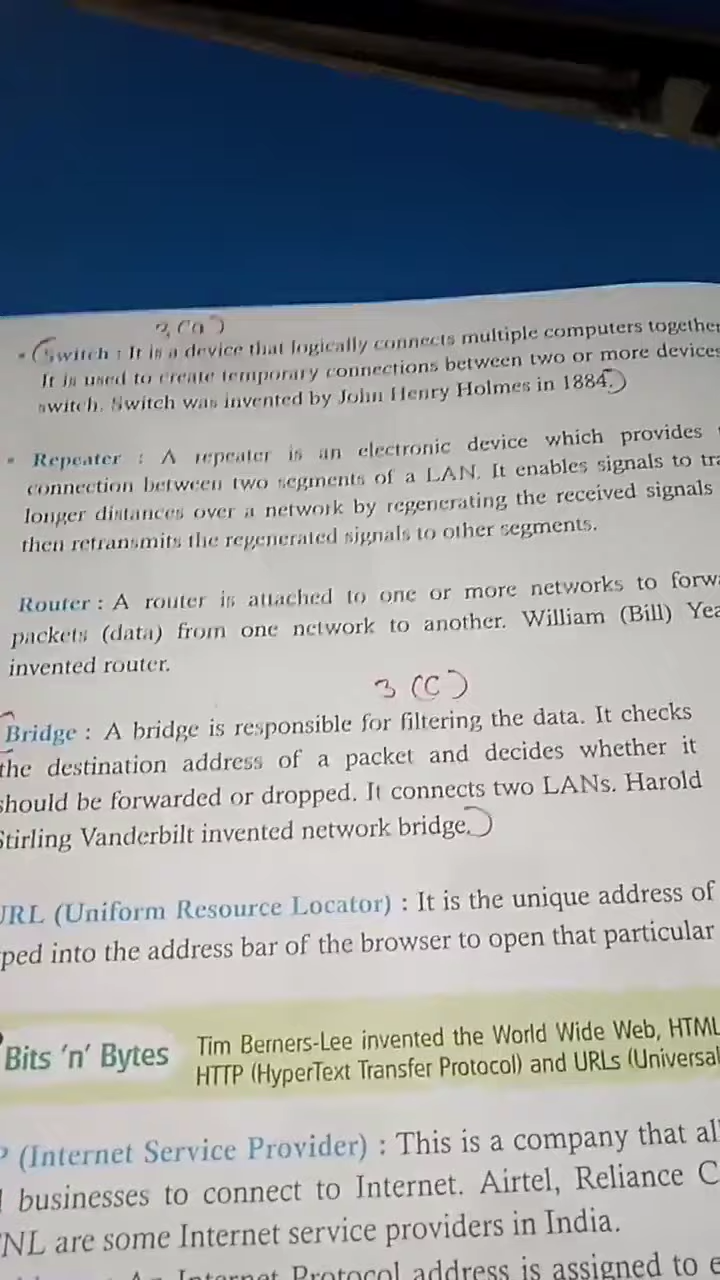 2(a)
• (Switch : It is a device that logically connects multiple computers together
It is used to create temporary connections between two or more devices
switch. Switch was invented by John Henry Holmes in 1884.)
• Repeater : A repeater is an electronic device which provides
connection between two segments of a LAN. It enables signals to tra
longer distances over a network by regenerating the received signals
then retransmits the regenerated signals to other segments.
Router : A router is attached to one or more networks to forwa
packets (data) from one network to another. William (Bill) Yea
invented router.
3 (C)
Bridge : A bridge is responsible for filtering the data. It checks
the destination address of a packet and decides whether it
should be forwarded or dropped. It connects two LANs. Harold
Stirling Vanderbilt invented network bridge.)
URL (Uniform Resource Locator) : It is the unique address of
ped into the address bar of the browser to open that particular
Bits 'n' Bytes
Tim Berners-Lee invented the World Wide Web, HTML
HTTP (HyperText Transfer Protocol) and URLs (Universal
P (Internet Service Provider) : This is a company that al
businesses to connect to Internet. Airtel, Reliance C
NL are some Internet service providers in India.
Internet Protocol address is assigned to e